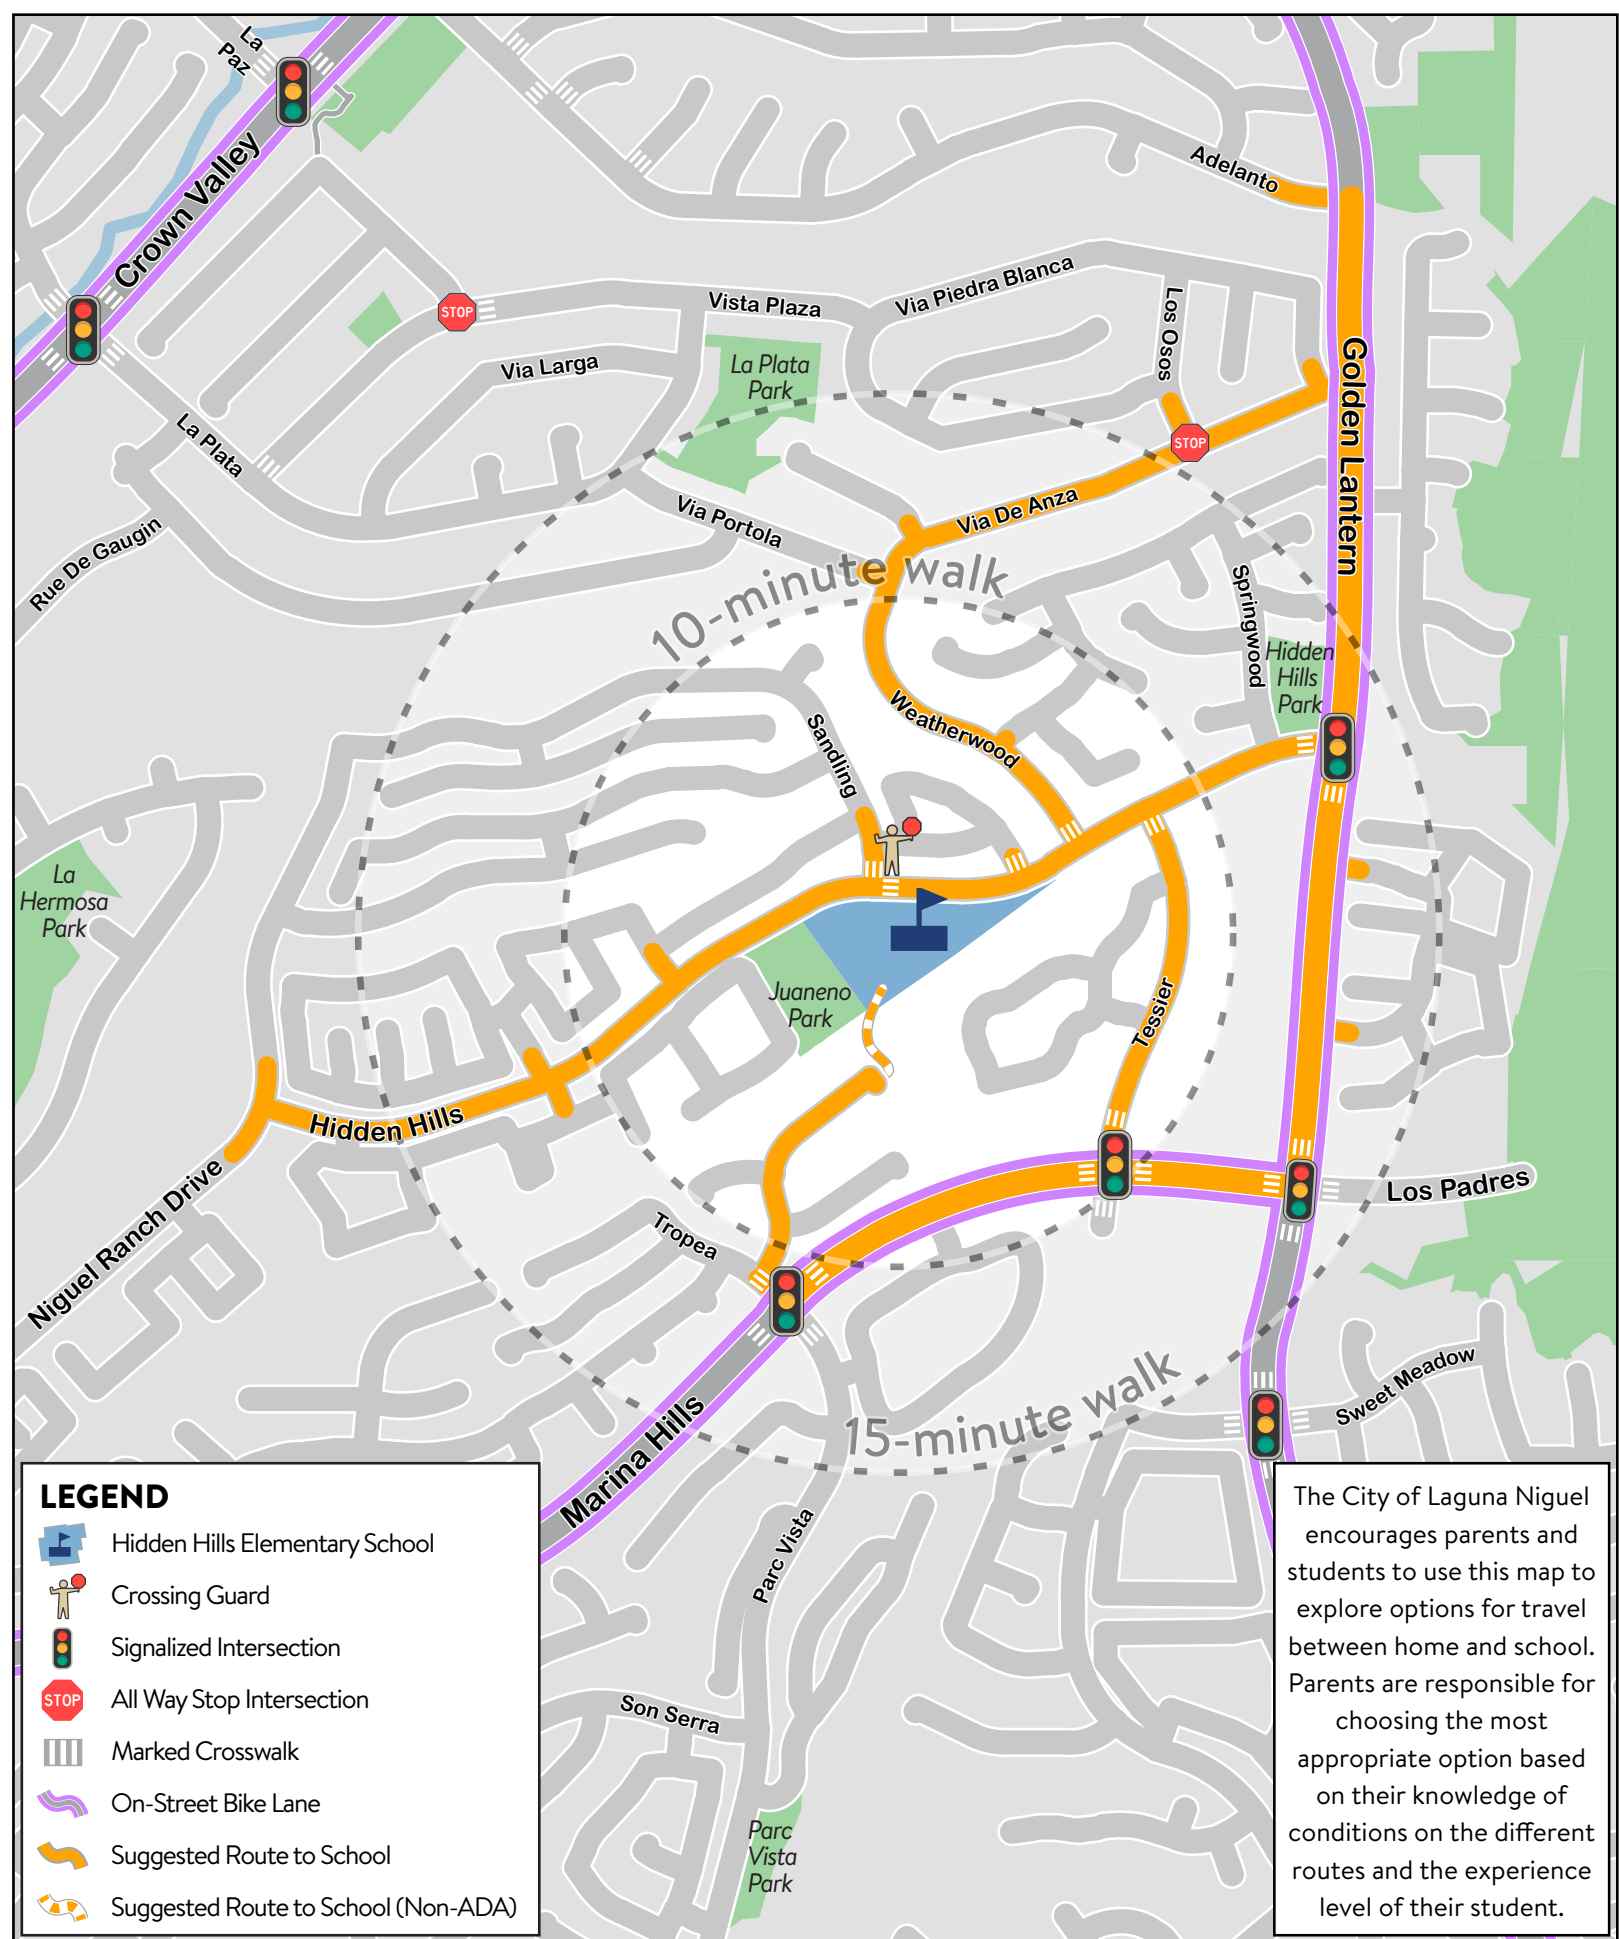 La
Paz
Crown Valley
Adelanto
Via Piedra Blanca
Vista Plaza
Los Osos
STOP
Via Larga
La Plata
Park
Golden Lantern
La Plata
STOP
Via De Anza
Via Portola
Rue De Gaugin
10-minute walk
Springwood
Hidden
Hills
Park
Weatherwood
Sandling
La
Hermosa
Park
Juaneno
Park
Tessier
Hidden Hills
Los Padres
Niguel Ranch Drive
Tropea
Sweet Meadow
15-minute walk
Marina Hills
Parc Vista
Son Serra
Parc
Vista
Park
LEGEND
Hidden Hills Elementary School
Crossing Guard
Signalized Intersection
STOP
All Way Stop Intersection
Marked Crosswalk
On-Street Bike Lane
Suggested Route to School
Suggested Route to School (Non-ADA)
The City of Laguna Niguel
encourages parents and
students to use this map to
explore options for travel
between home and school.
Parents are responsible for
choosing the most
appropriate option based
on their knowledge of
conditions on the different
routes and the experience
level of their student.